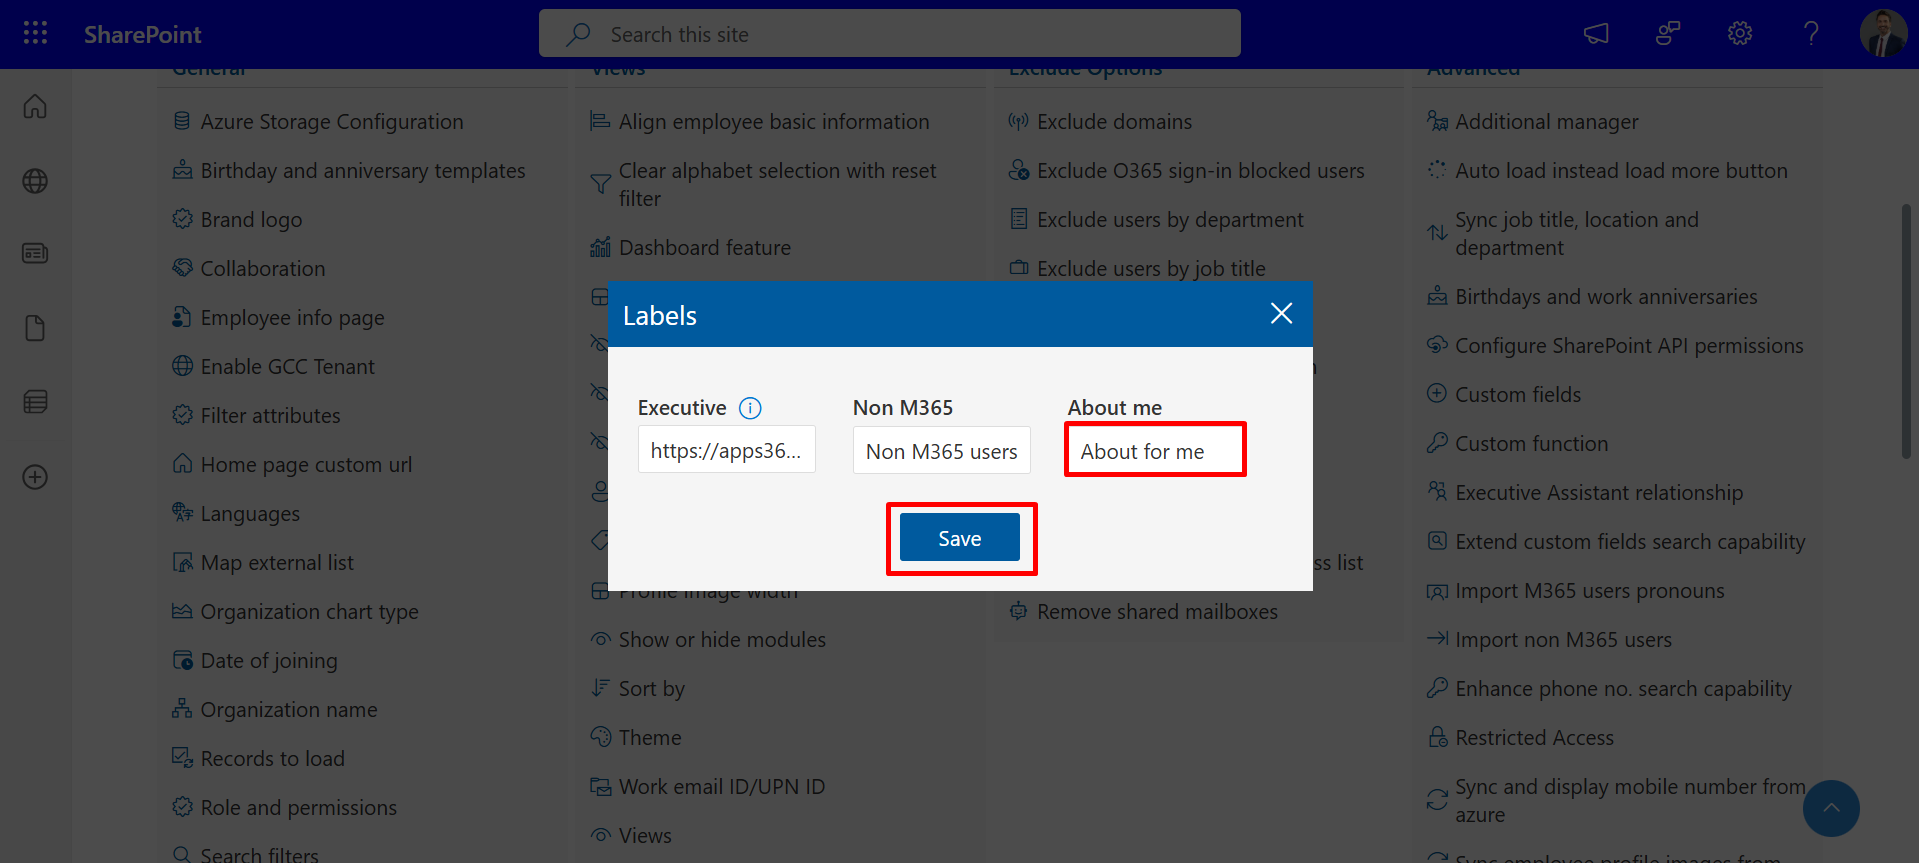 SharePoint
Search this site
General
Azure Storage Configuration
Birthday and anniversary templates
Brand logo
Collaboration
Employee info page
Enable GCC Tenant
Filter attributes
Home page custom url
Languages
Map external list
Organization chart type
Date of joining
Organization name
Records to load
Role and permissions
Search filters
Views
Align employee basic information
Clear alphabet selection with reset
filter
Dashboard feature
Profile image width
Show or hide modules
Sort by
Theme
Work email ID/UPN ID
Views
Exclude Options
Exclude domains
Exclude O365 sign-in blocked users
Exclude users by department
Exclude users by job title
ss list
Remove shared mailboxes
Advanced
Additional manager
Auto load instead load more button
Sync job title, location and
department
Birthdays and work anniversaries
Configure SharePoint API permissions
Custom fields
Custom function
Executive Assistant relationship
Extend custom fields search capability
Import M365 users pronouns
Import non M365 users
Enhance phone no. search capability
Restricted Access
Sync and display mobile number from
azure
Sync employee profile images from
Labels
Executive
https://apps36...
Non M365
Non M365 users
About me
About for me
Save